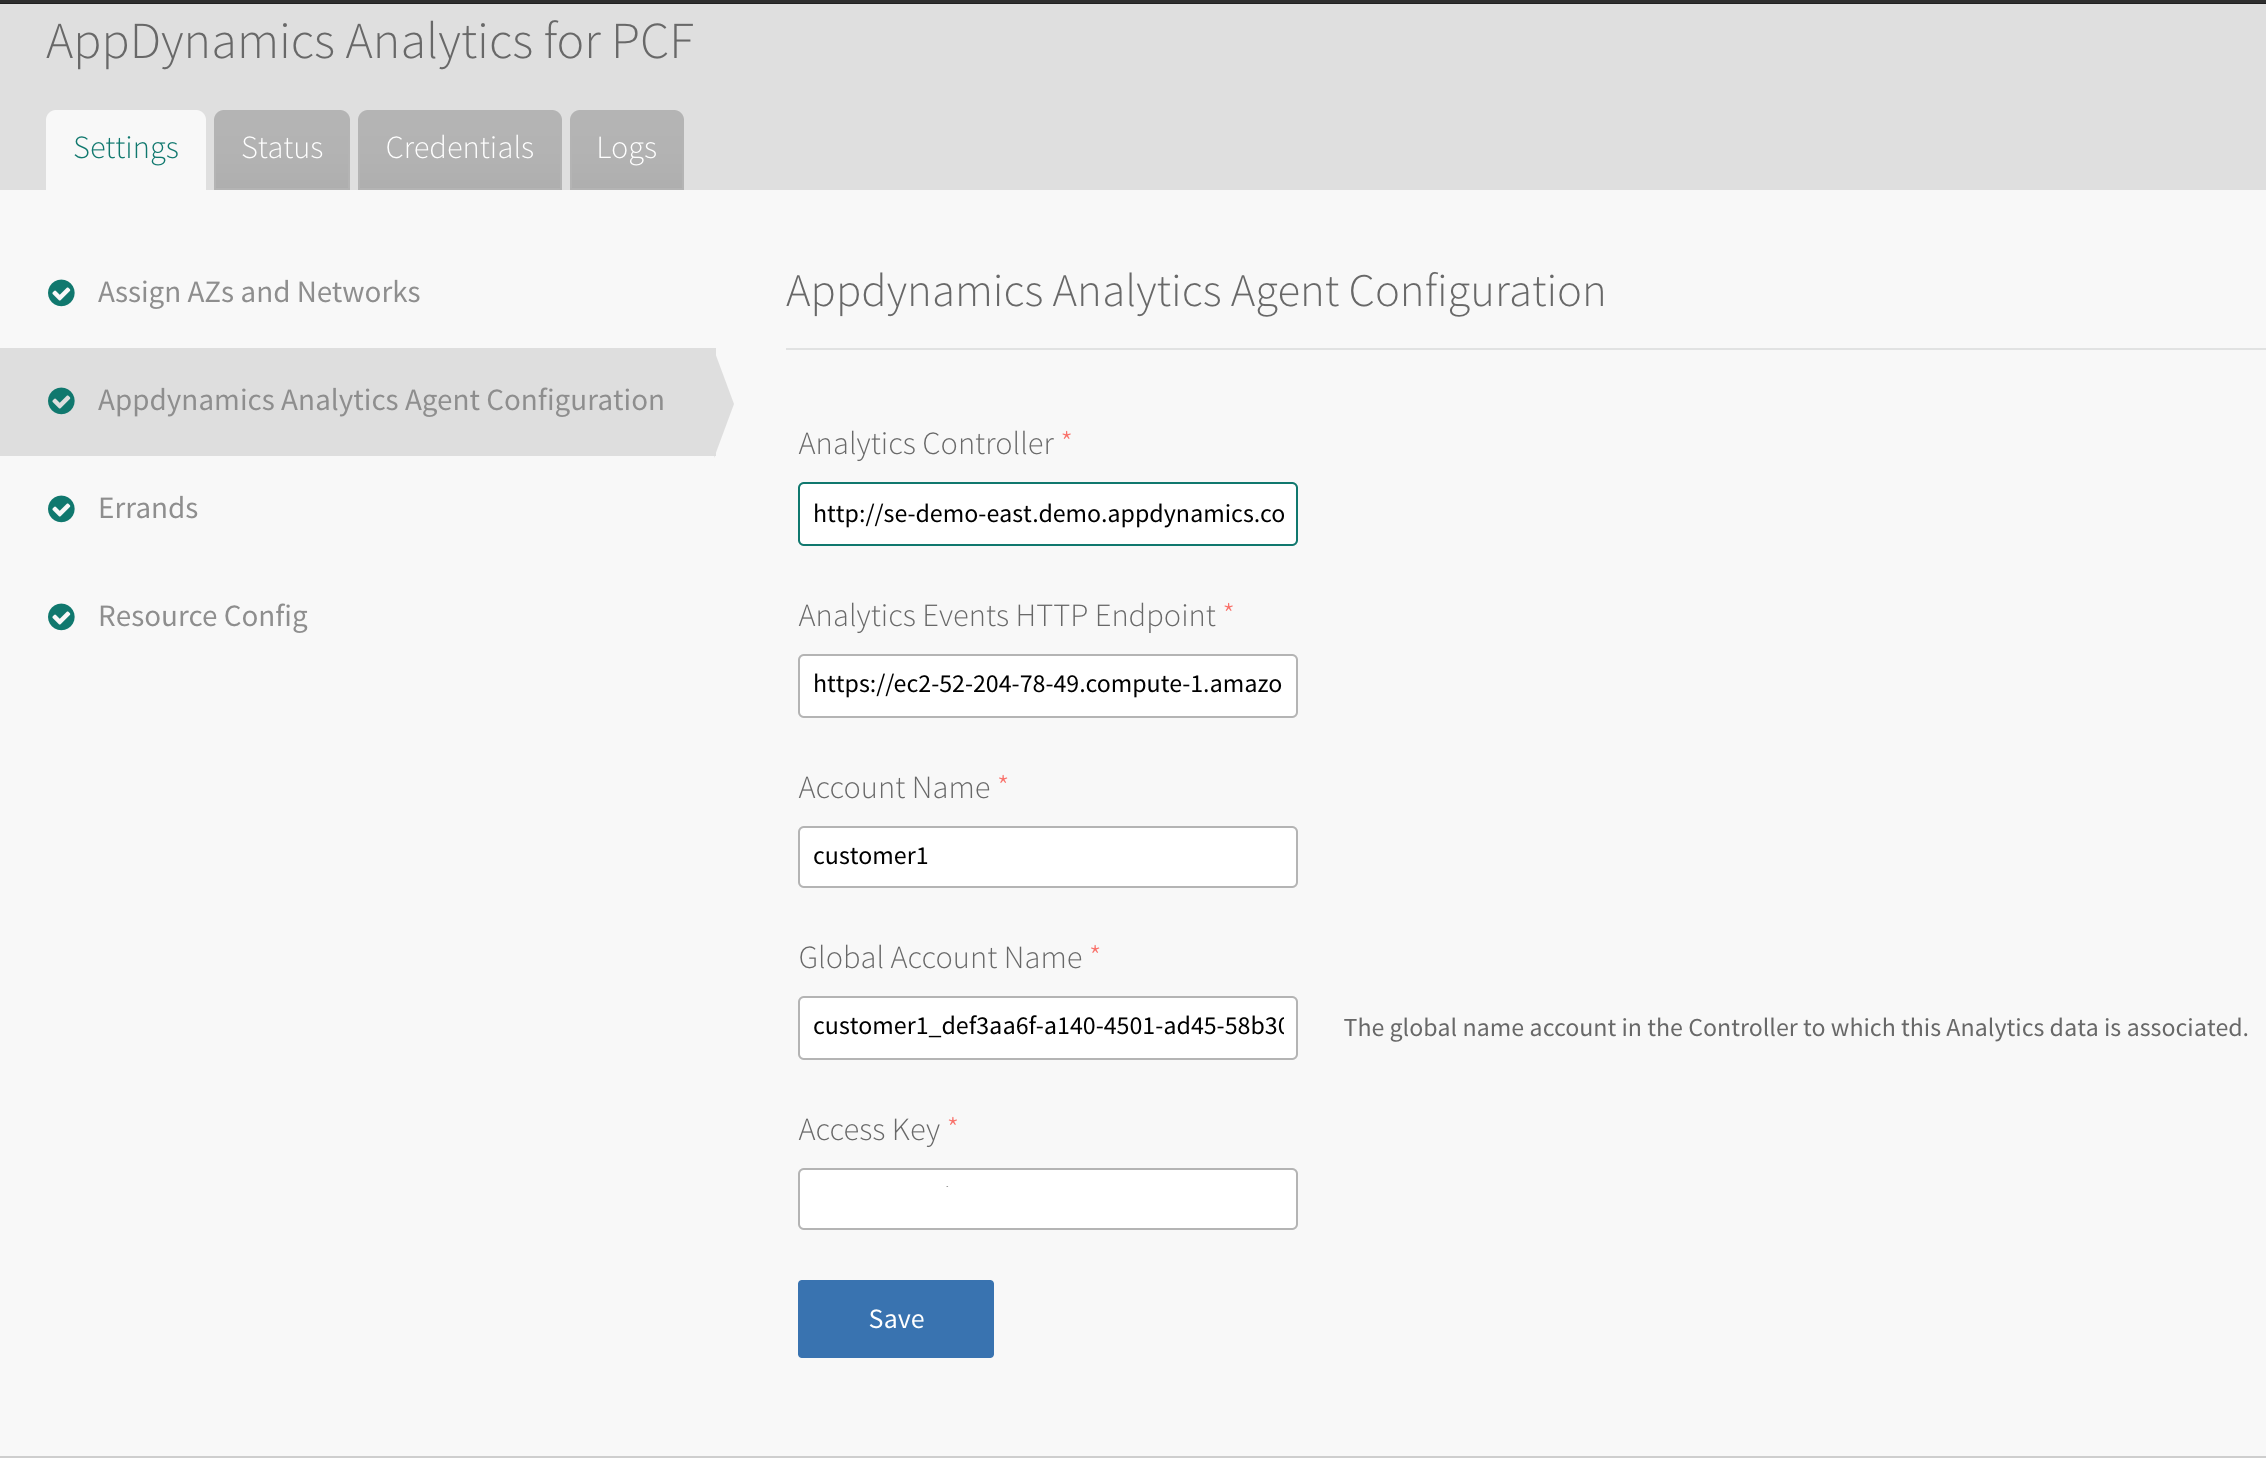 AppDynamics Analytics for PCF
Settings
Status
Credentials
Logs
Assign AZs and Networks
Appdynamics Analytics Agent Configuration
Errands
Resource Config
Appdynamics Analytics Agent Configuration
Analytics Controller *
http://se-demo-east.demo.appdynamics.co
Analytics Events HTTP Endpoint *
https://ec2-52-204-78-49.compute-1.amazo
Account Name *
customer1
Global Account Name *
customer1_def3aa6f-a140-4501-ad45-58b30
The global name account in the Controller to which this Analytics data is associated.
Access Key *
Save